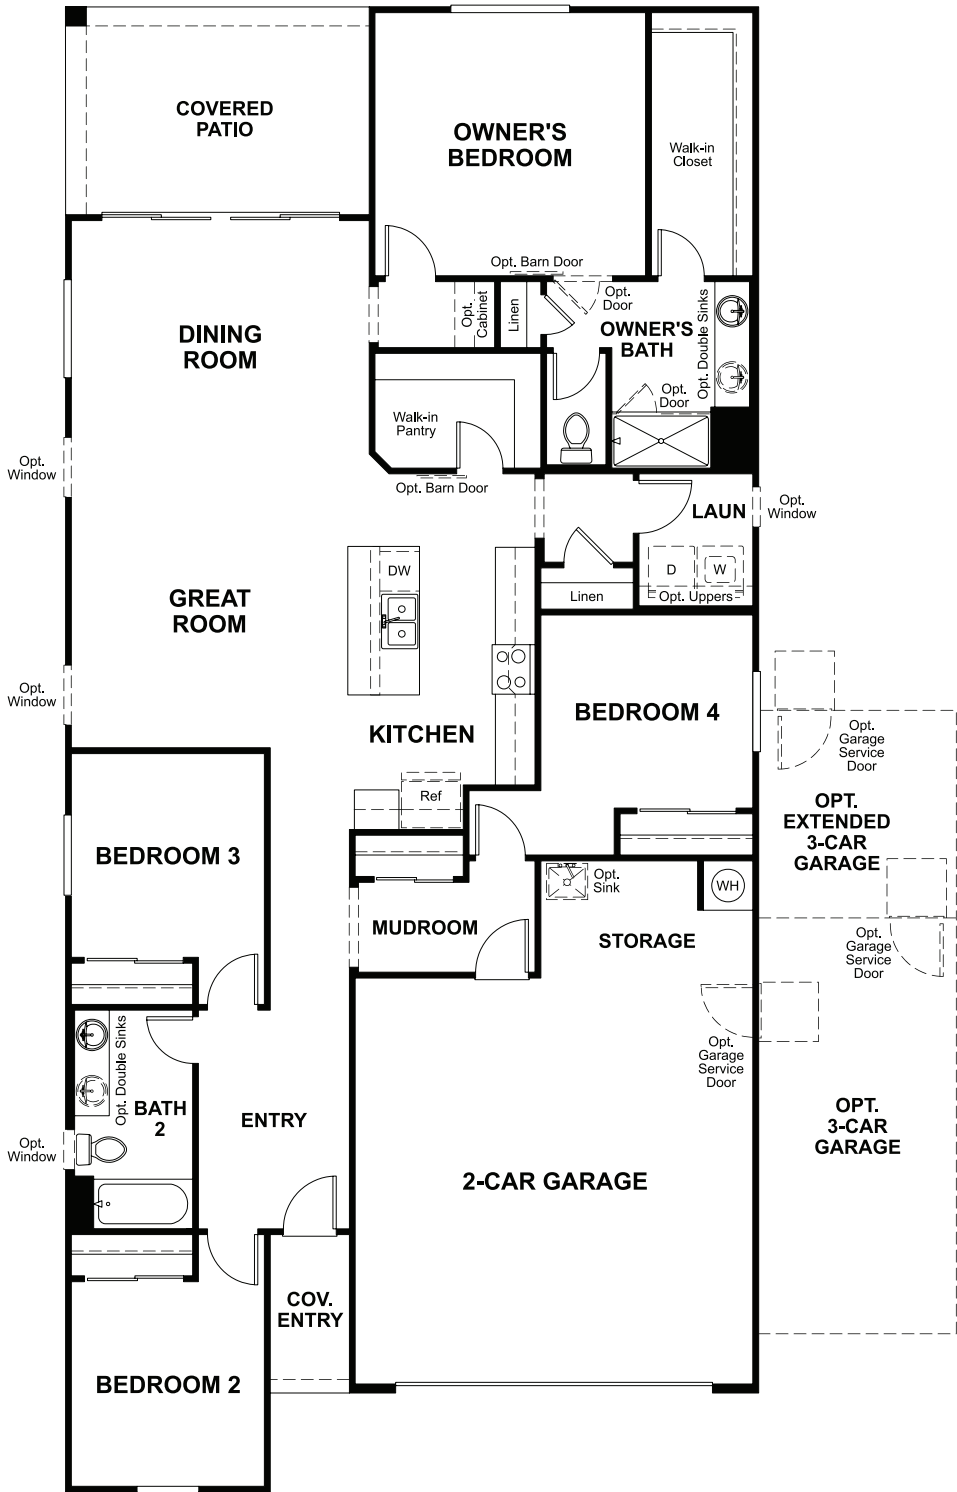 COVERED
PATIO
OWNER'S
BEDROOM
Walk-in
Closet
Opt. Barn Door
Opt.
Door
Opt.
Cabinet
Linen
OWNER'S
BATH
Opt. Double Sinks
DINING
ROOM
Opt.
Door
Walk-in
Pantry
Opt.
Window
Opt. Barn Door
LAUN
Opt.
Window
DW
D
W
GREAT
ROOM
Linen
Opt. Uppers
Opt.
Window
KITCHEN
BEDROOM 4
Opt.
Garage
Service
Door
Ref
OPT.
EXTENDED
3-CAR
GARAGE
BEDROOM 3
Opt.
Sink
WH
MUDROOM
STORAGE
Opt.
Garage
Service
Door
Opt. Double Sinks
Opt.
Garage
Service
Door
BATH
2
ENTRY
OPT.
3-CAR
GARAGE
Opt.
Window
2-CAR GARAGE
COV.
ENTRY
BEDROOM 2